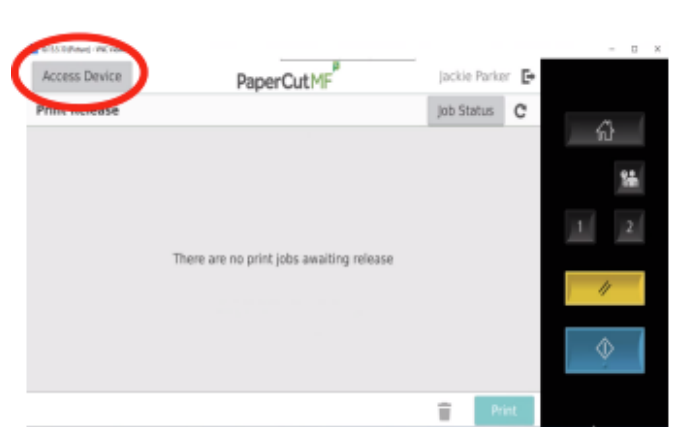 Access Device
PaperCutMF
Jackie Parker
Print Release
Job Status
1 2
There are no print jobs awaiting release
Print